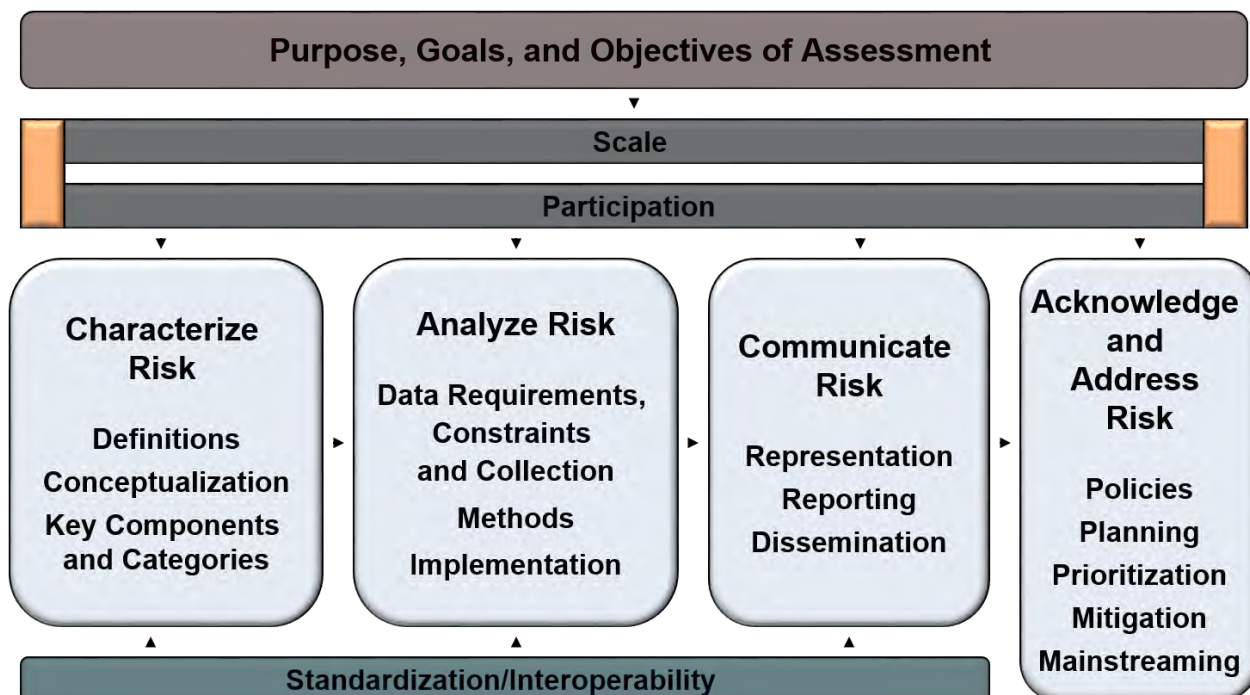 Purpose, Goals, and Objectives of Assessment
Scale
Participation
Characterize
Risk
Definitions
Conceptualization
Key Components
and Categories
Analyze Risk
Data Requirements,
Constraints
and Collection
Methods
Implementation
Communicate
Risk
Representation
Reporting
Dissemination
Acknowledge
and
Address
Risk
Policies
Planning
Prioritization
Mitigation
Mainstreaming
Standardization/Interoperability